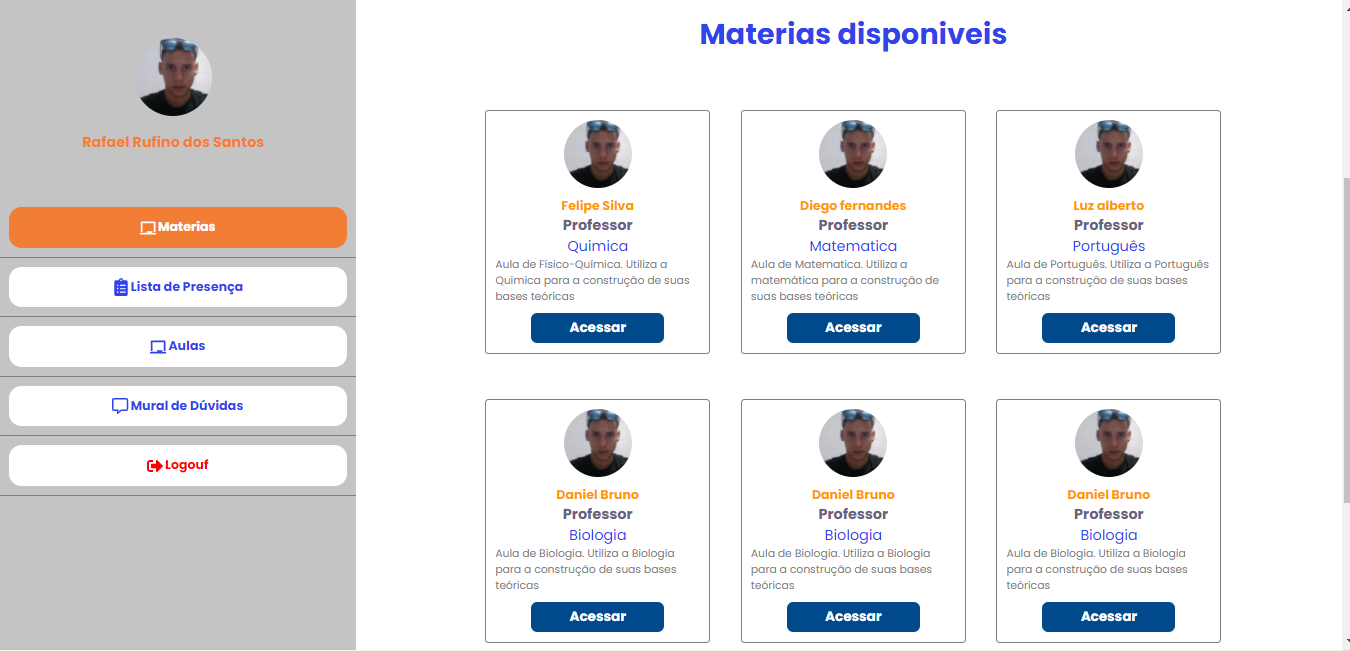 Rafael Rufino dos Santos
Materias
Lista de Presença
Aulas
Mural de Dúvidas
Logouf
Materias disponiveis
Felipe Silva
Professor
Quimica
Aula de Físico-Química. Utiliza a
Quimica para a construção de suas
bases teóricas
Acessar
Diego fernandes
Professor
Matematica
Aula de Matematica. Utiliza a
matemática para a construção de
suas bases teóricas
Acessar
Luz alberto
Professor
Português
Aula de Português. Utiliza a Português
para a construção de suas bases
teóricas
Acessar
Daniel Bruno
Professor
Biologia
Aula de Biologia. Utiliza a Biologia
para a construção de suas bases
teóricas
Acessar
Daniel Bruno
Professor
Biologia
Aula de Biologia. Utiliza a Biologia
para a construção de suas bases
teóricas
Acessar
Daniel Bruno
Professor
Biologia
Aula de Biologia. Utiliza a Biologia
para a construção de suas bases
teóricas
Acessar